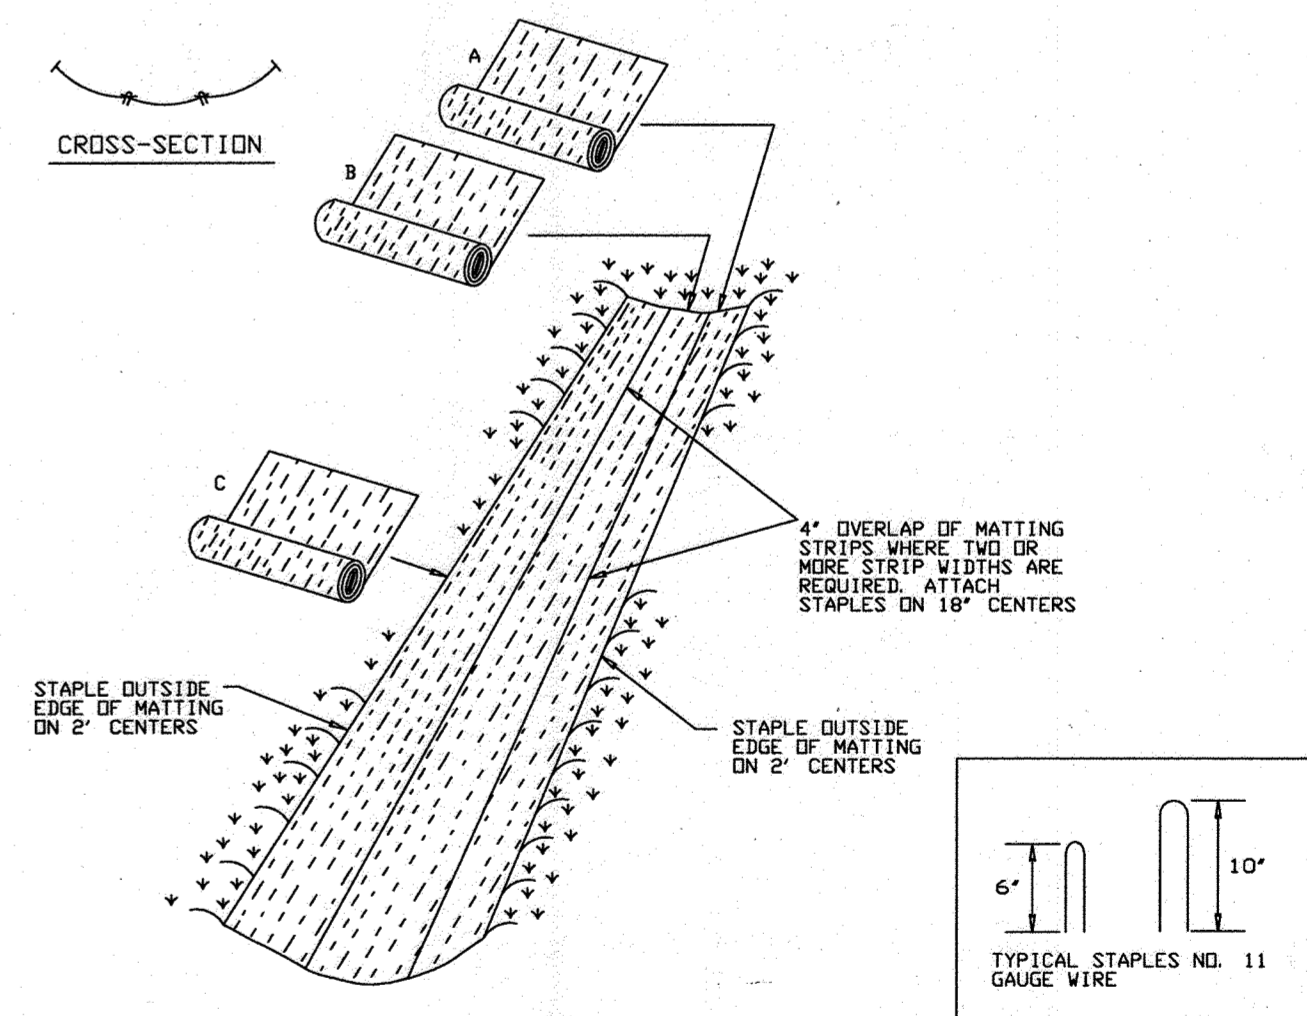 CROSS-SECTION
A
B
C
4" OVERLAP OF MATTING
STRIPS WHERE TWO OR
MORE STRIP WIDTHS ARE
REQUIRED. ATTACH
STAPLES ON 18" CENTERS
STAPLE OUTSIDE
EDGE OF MATTING
ON 2' CENTERS
STAPLE OUTSIDE
EDGE OF MATTING
ON 2' CENTERS
6"
10"
TYPICAL STAPLES NO. 11
GAUGE WIRE